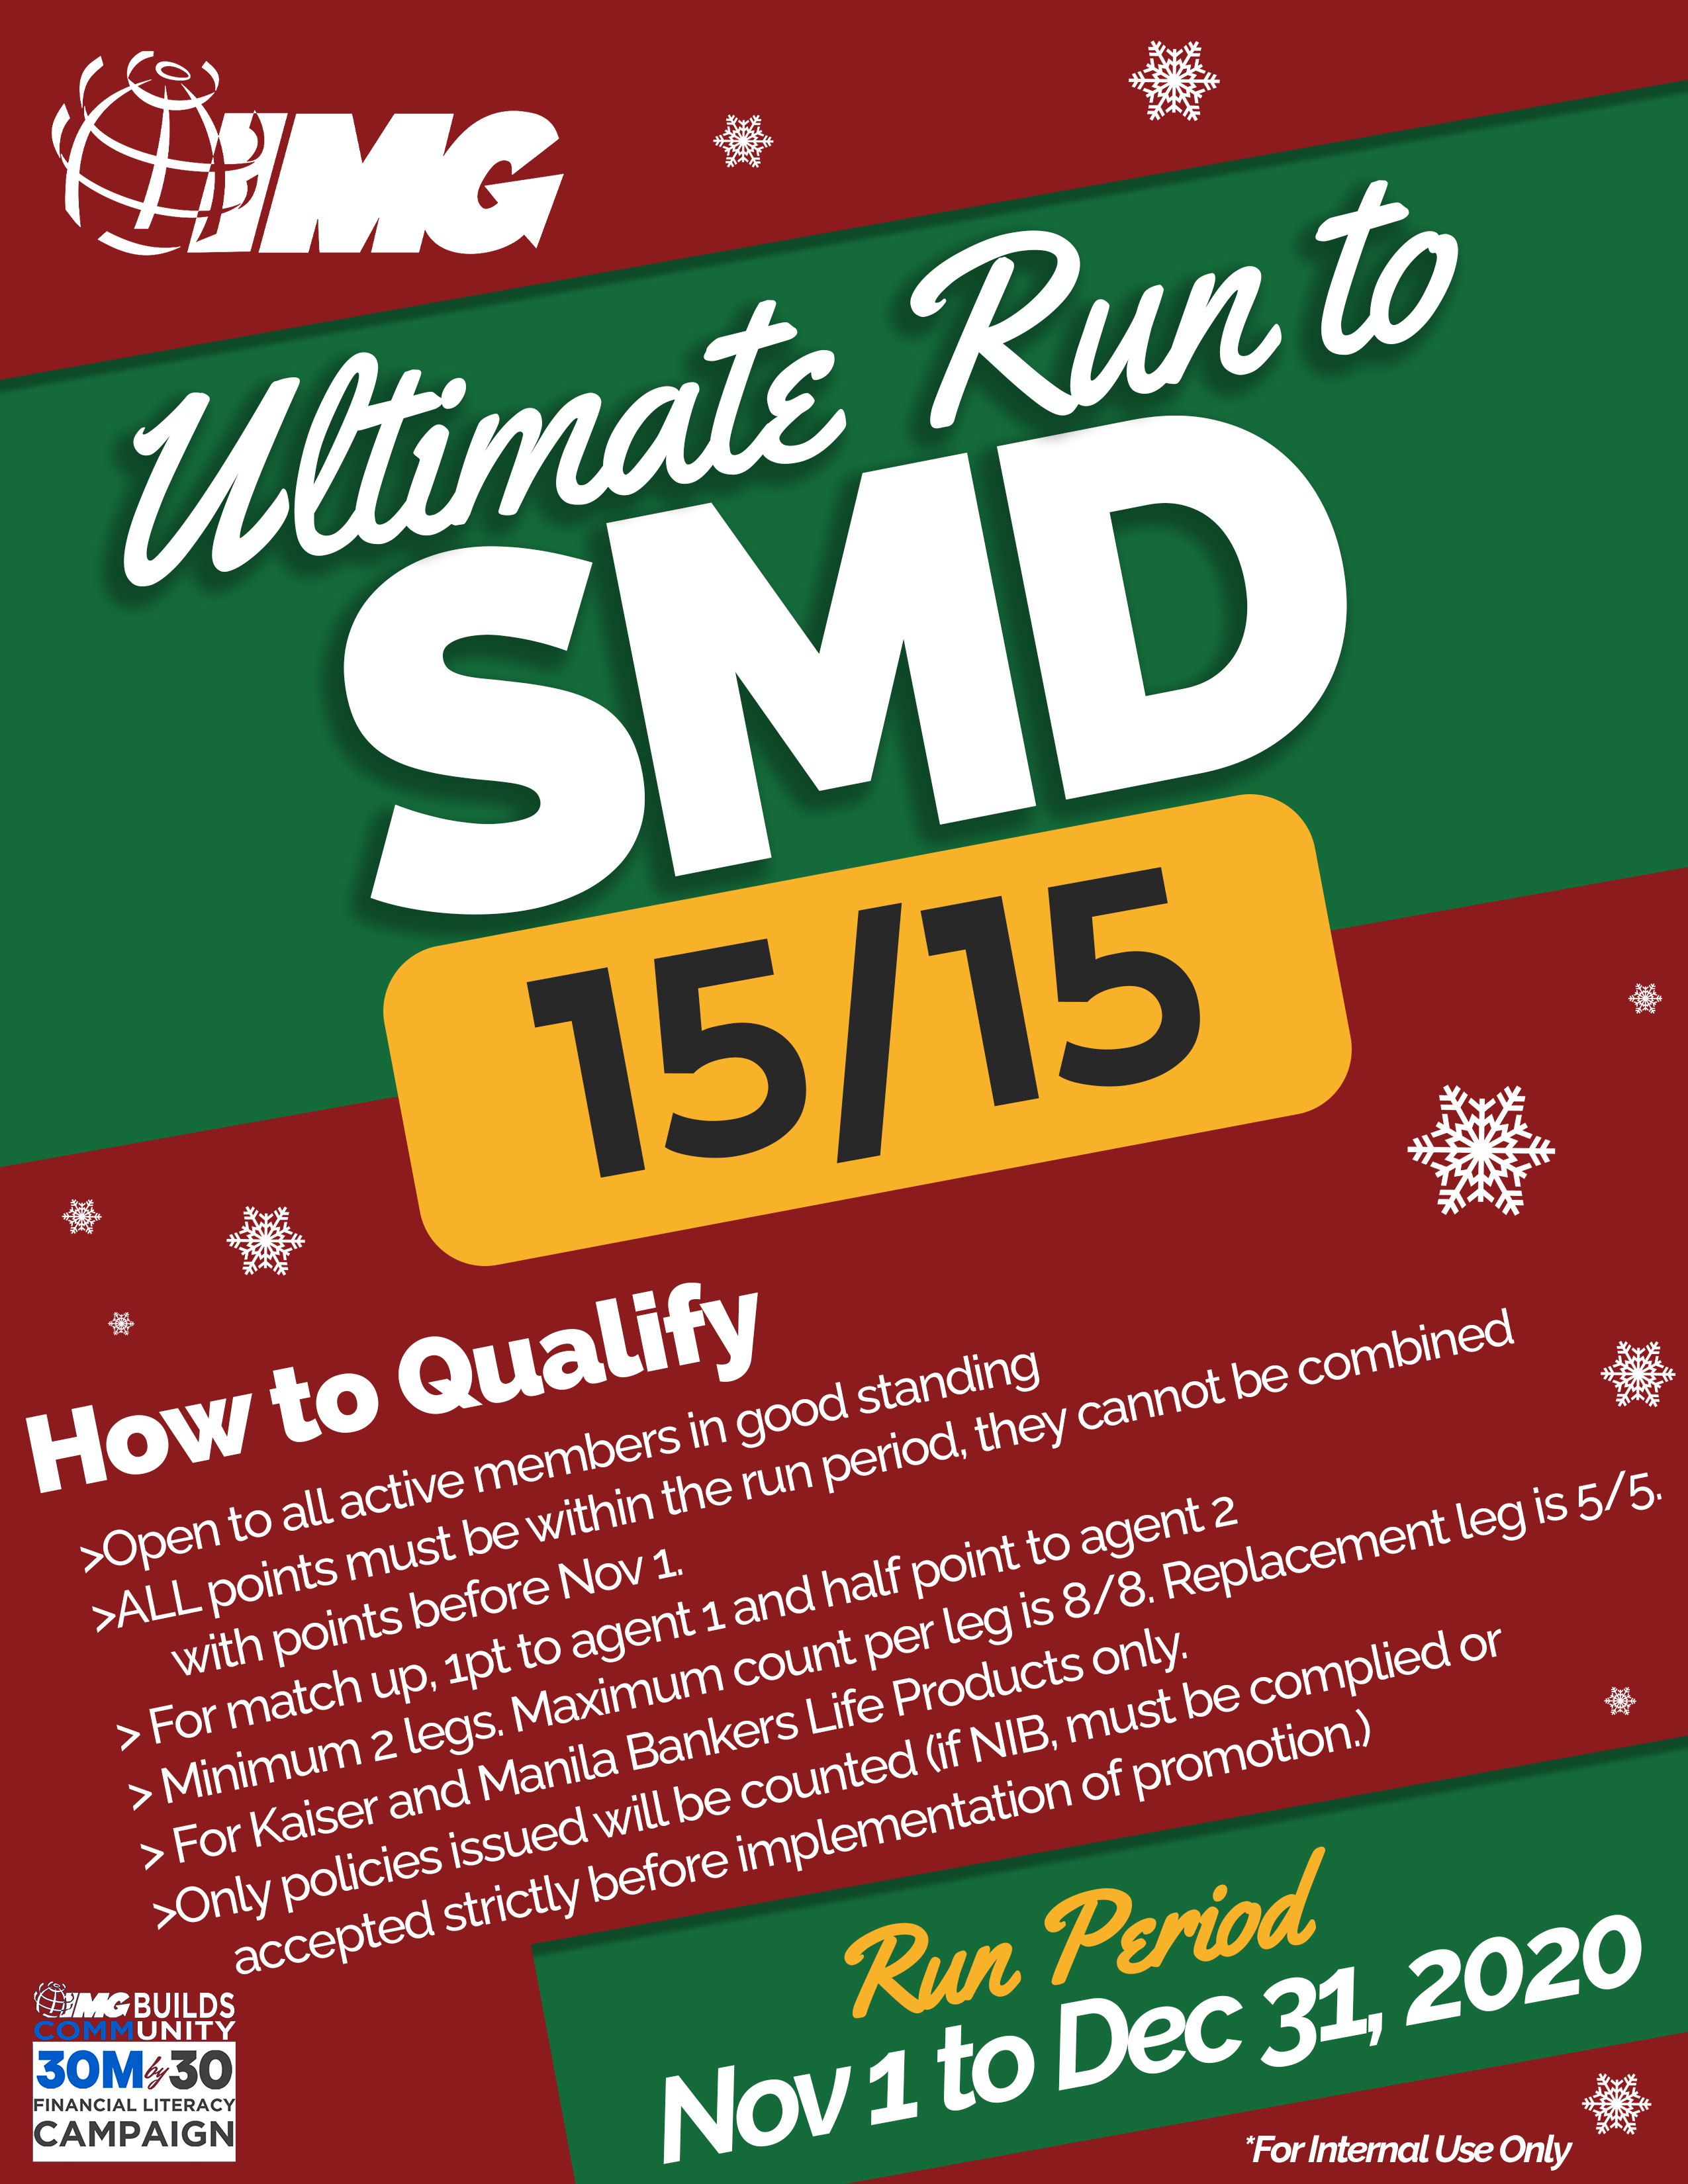 IMG
Ultimate Run to
SMD
15/15
How to Qualify
>Open to all active members in good standing
>ALL points must be within the run period, they cannot be combined
with points before Nov 1.
> For match up, 1pt to agent 1 and half point to agent 2
> Minimum 2 legs. Maximum count per leg is 8/8. Replacement leg is 5/5.
> For Kaiser and Manila Bankers Life Products only.
>Only policies issued will be counted (if NIB, must be complied or
accepted strictly before implementation of promotion.)
Run Period
Nov 1 to Dec 31, 2020
*For Internal Use Only
IMG BUILDS
COMMUNITY
30M by 30
FINANCIAL LITERACY
CAMPAIGN